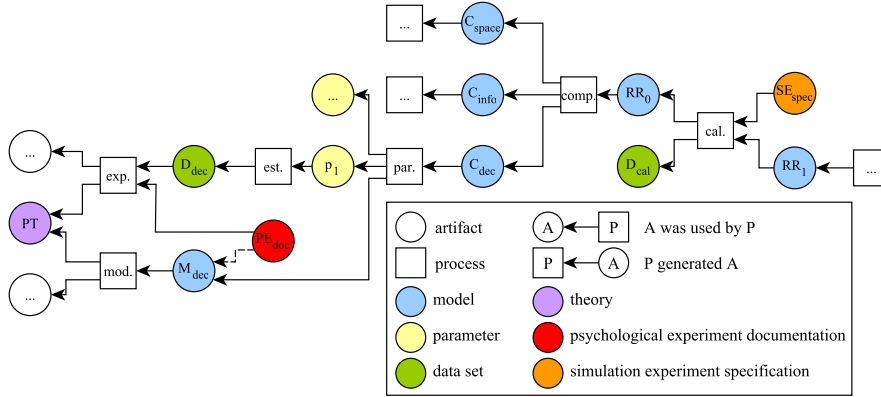 ...
C_space
...
C_info
comp.
RR_0
SE_spec
...
cal.
...
exp.
D_dec
est.
p_1
par.
C_dec
D_cal
RR_1
...
PT
PE_doc
mod.
M_dec
...
artifact
A
P
A was used by P
process
P
A
P generated A
model
theory
parameter
psychological experiment documentation
data set
simulation experiment specification